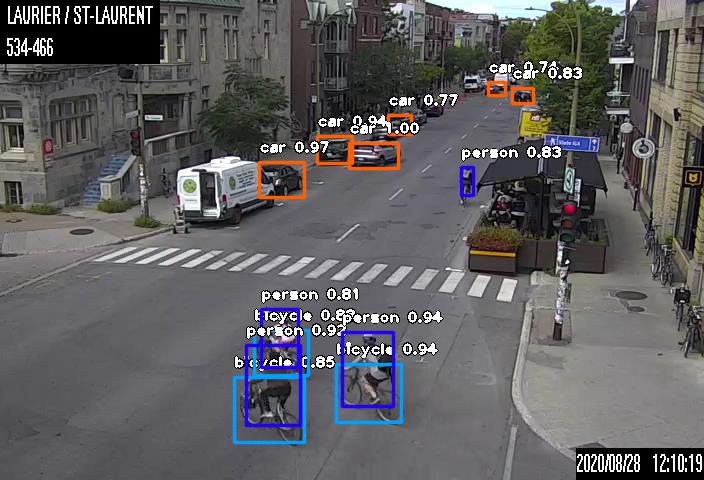 LAURIER / ST-LAURENT
534-466
car 0.74
car 0.83
car 0.77
car 0.94
car 1.00
car 0.97
person 0.83
person 0.81
bicycle 0.82
person 0.94
person 0.92
bicycle 0.94
bicycle 0.85
2020/08/28 12:10:19